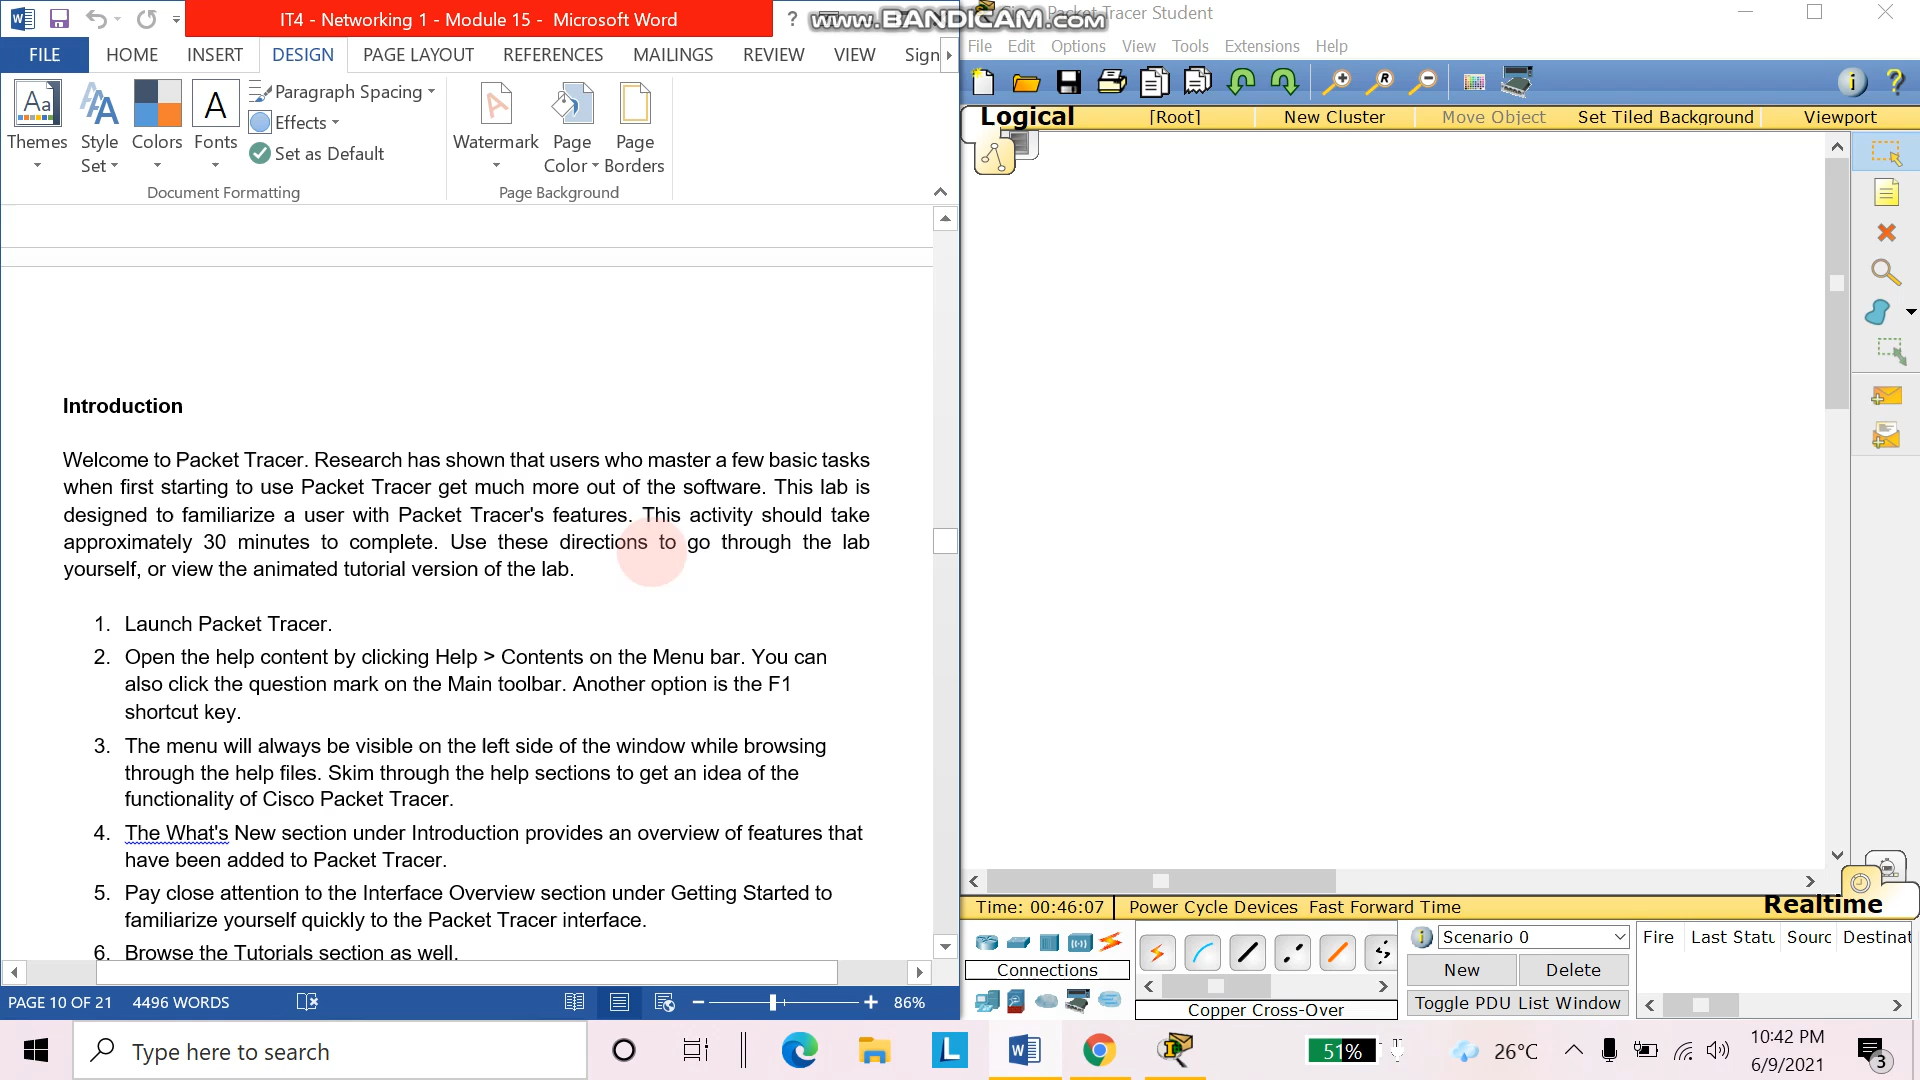 IT4 - Networking 1 - Module 15 - Microsoft Word
?
www.BANDICAM.com
Packet Tracer Student
FILE HOME INSERT DESIGN PAGE LAYOUT REFERENCES MAILINGS REVIEW VIEW Sign
File Edit Options View Tools Extensions Help
Themes
Style Set
Colors
Fonts
Paragraph Spacing
Effects
Set as Default
Watermark
Page Color
Page Borders
Document Formatting
Page Background
Logical
[Root]
New Cluster
Move Object
Set Tiled Background
Viewport
Introduction
Welcome to Packet Tracer. Research has shown that users who master a few basic tasks
when first starting to use Packet Tracer get much more out of the software. This lab is
designed to familiarize a user with Packet Tracer's features. This activity should take
approximately 30 minutes to complete. Use these directions to go through the lab
yourself, or view the animated tutorial version of the lab.
1. Launch Packet Tracer.
2. Open the help content by clicking Help > Contents on the Menu bar. You can
also click the question mark on the Main toolbar. Another option is the F1
shortcut key.
3. The menu will always be visible on the left side of the window while browsing
through the help files. Skim through the help sections to get an idea of the
functionality of Cisco Packet Tracer.
4. The What's New section under Introduction provides an overview of features that
have been added to Packet Tracer.
5. Pay close attention to the Interface Overview section under Getting Started to
familiarize yourself quickly to the Packet Tracer interface.
6. Browse the Tutorials section as well.
Time: 00:46:07
Power Cycle Devices Fast Forward Time
Realtime
Connections
Copper Cross-Over
Scenario 0
New
Delete
Toggle PDU List Window
Fire Last Statu Sourc Destinat
PAGE 10 OF 21 4496 WORDS
86%
Type here to search
51%
26°C
10:42 PM
6/9/2021
3